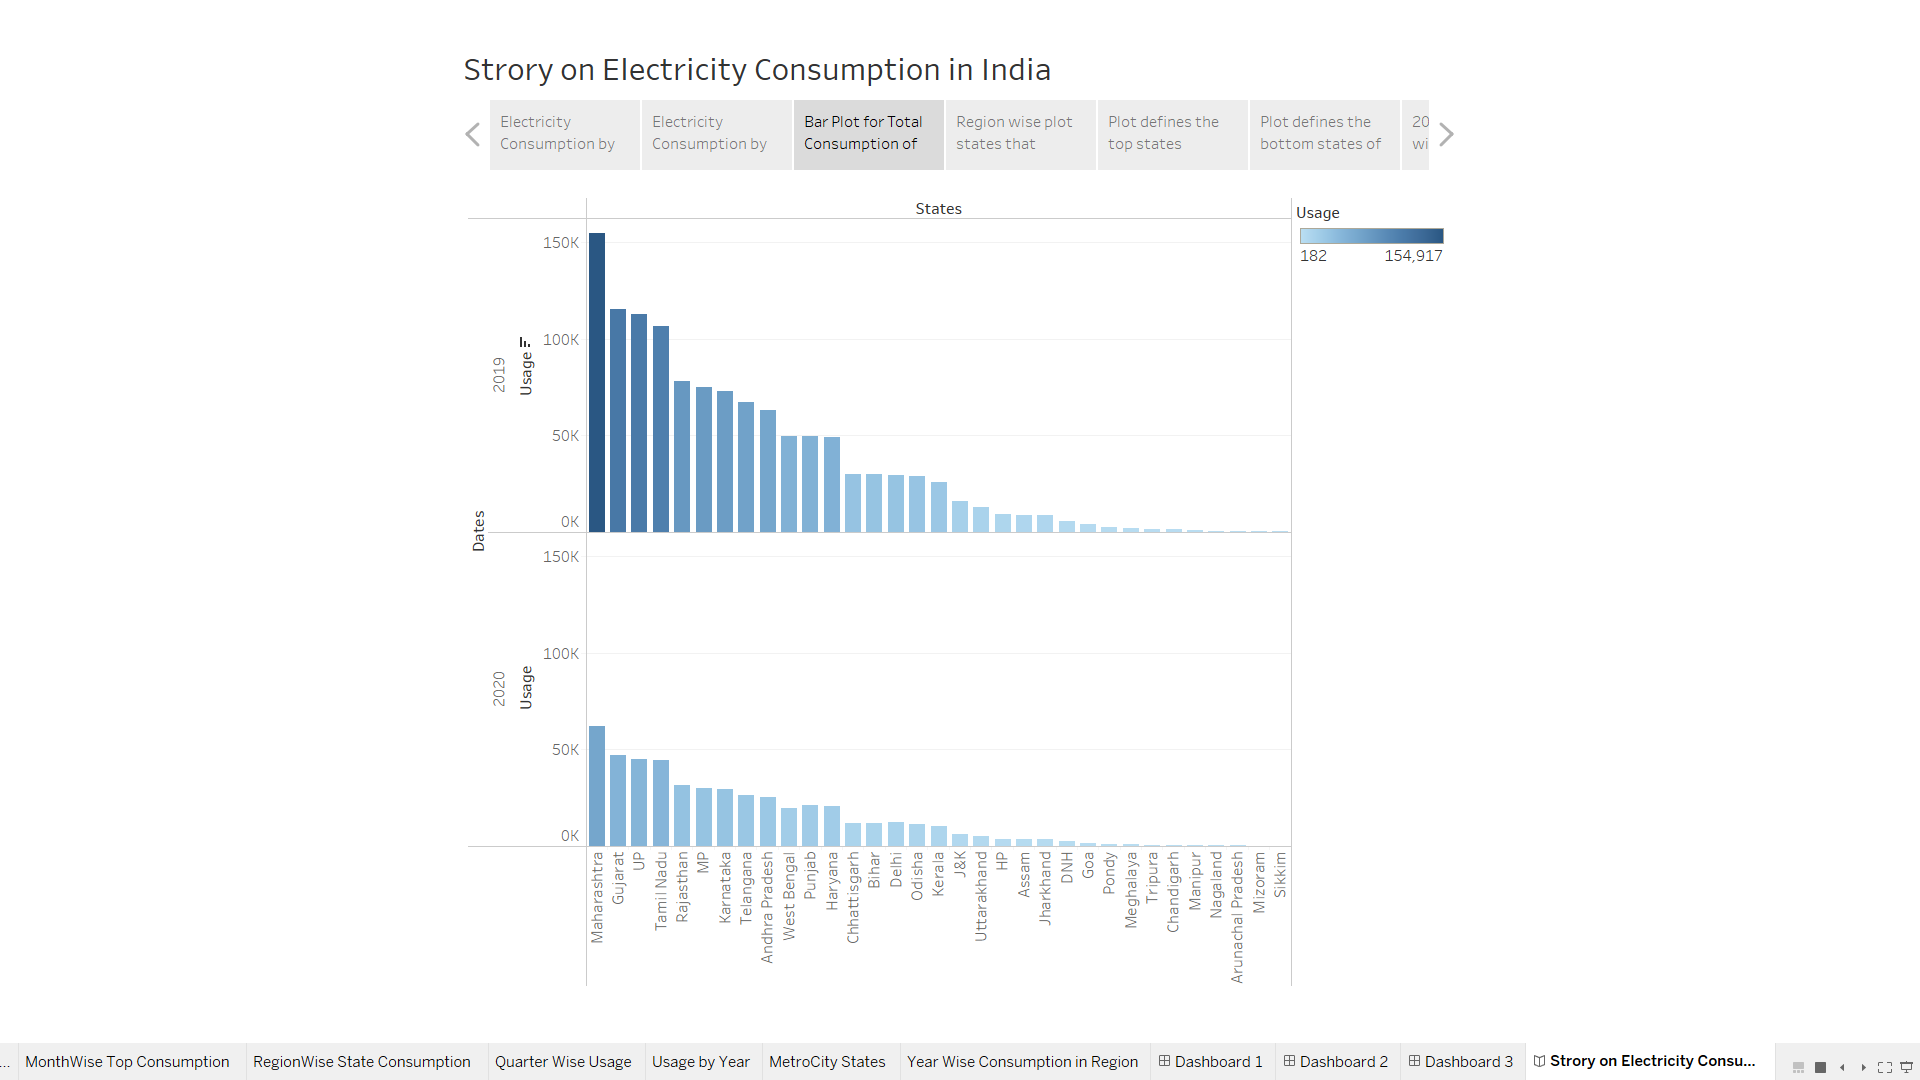 Strory on Electricity Consumption in India
Electricity
Consumption by
Electricity
Consumption by
Bar Plot for Total
Consumption of
Region wise plot
states that
Plot defines the
top states
Plot defines the
bottom states of
20
wi
States
Usage
182 154,917
Dates
2019
Usage
150K
100K
50K
0K
2020
Usage
150K
100K
50K
0K
Maharashtra
Gujarat
UP
Tamil Nadu
Rajasthan
MP
Karnataka
Telangana
Andhra Pradesh
West Bengal
Punjab
Haryana
Chhattisgarh
Bihar
Delhi
Odisha
Kerala
J&K
Uttarakhand
HP
Assam
Jharkhand
DNH
Goa
Pondy
Meghalaya
Tripura
Chandigarh
Manipur
Nagaland
Arunachal Pradesh
Mizoram
Sikkim
... MonthWise Top Consumption RegionWise State Consumption Quarter Wise Usage Usage by Year MetroCity States Year Wise Consumption in Region Dashboard 1 Dashboard 2 Dashboard 3 Strory on Electricity Consu...